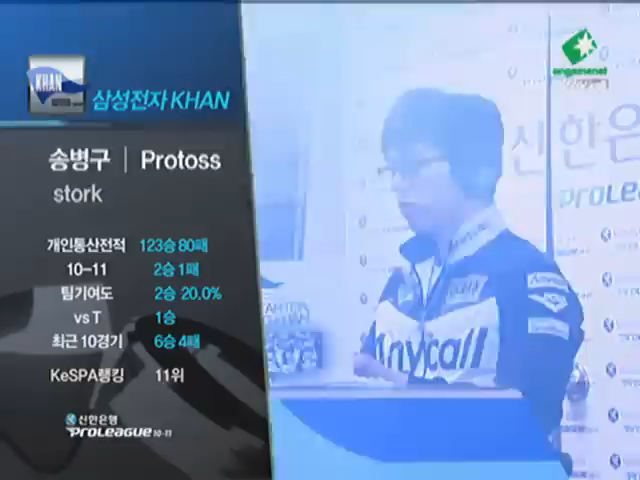 KHAN
삼성전자 KHAN
송병구 | Protoss
stork
개인통산전적 123승 80패
10-11 2승 1패
팀기여도 2승 20.0%
vs T 1승
최근 10경기 6승 4패
KeSPA랭킹 11위
신한은행
PROLEAGUE 10-11
ongamenet
신한은
PROLE
Anycall